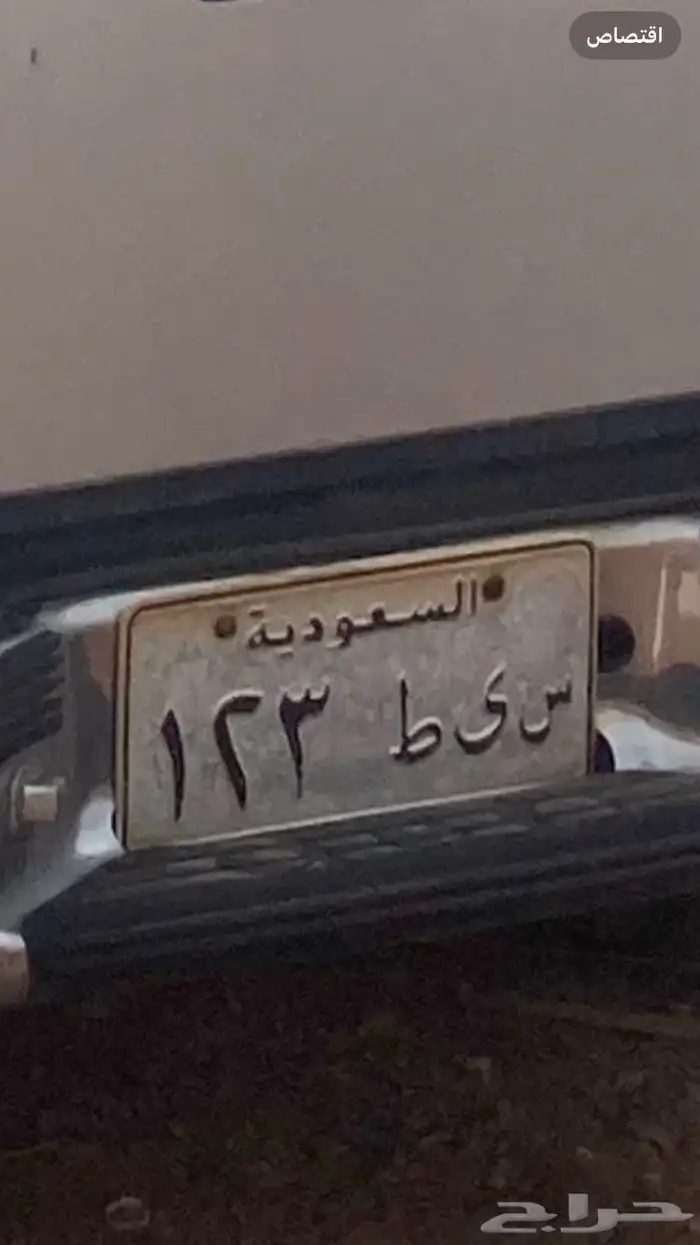 اقتصاص
السعودية
س ى ط ١٢٣
حراج